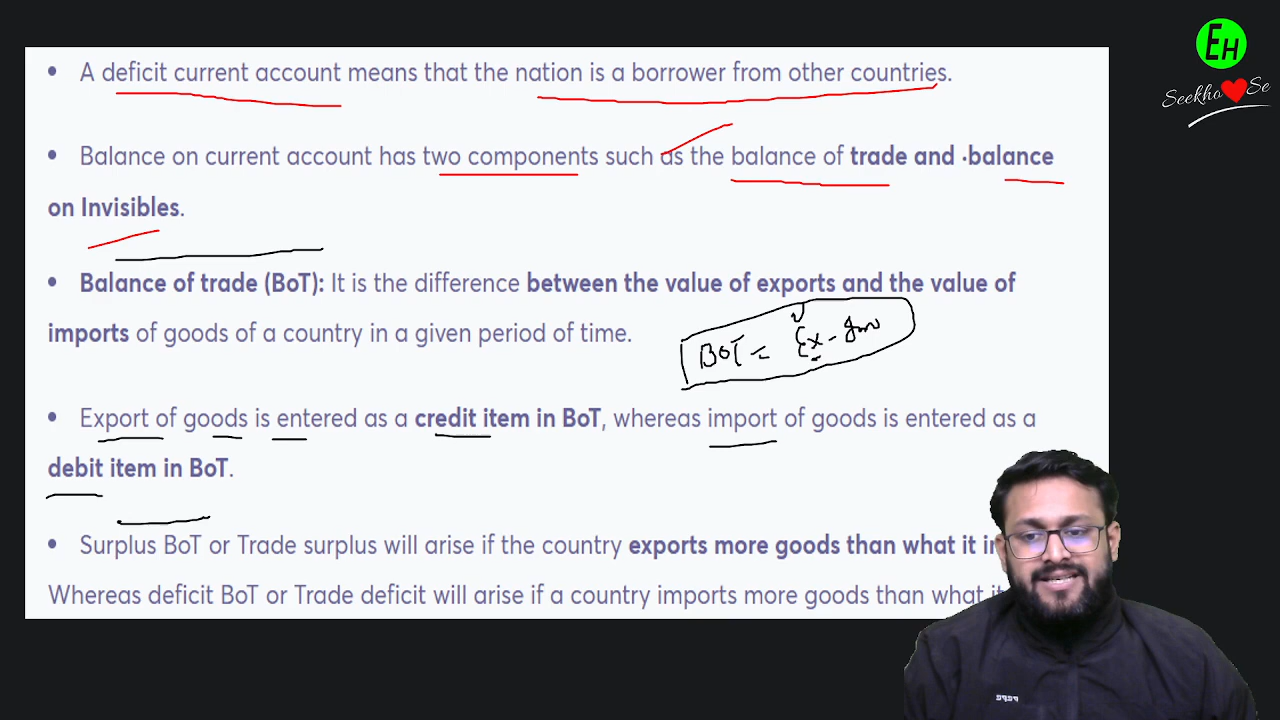 EH
Seekho Se
• A deficit current account means that the nation is a borrower from other countries.
• Balance on current account has two components such as the balance of trade and ·balance
on Invisibles.
• Balance of trade (BoT): It is the difference between the value of exports and the value of
imports of goods of a country in a given period of time.
BOT = Ex - Im
• Export of goods is entered as a credit item in BoT, whereas import of goods is entered as a
debit item in BoT.
• Surplus BoT or Trade surplus will arise if the country exports more goods than what it
Whereas deficit BoT or Trade deficit will arise if a country imports more goods than what it